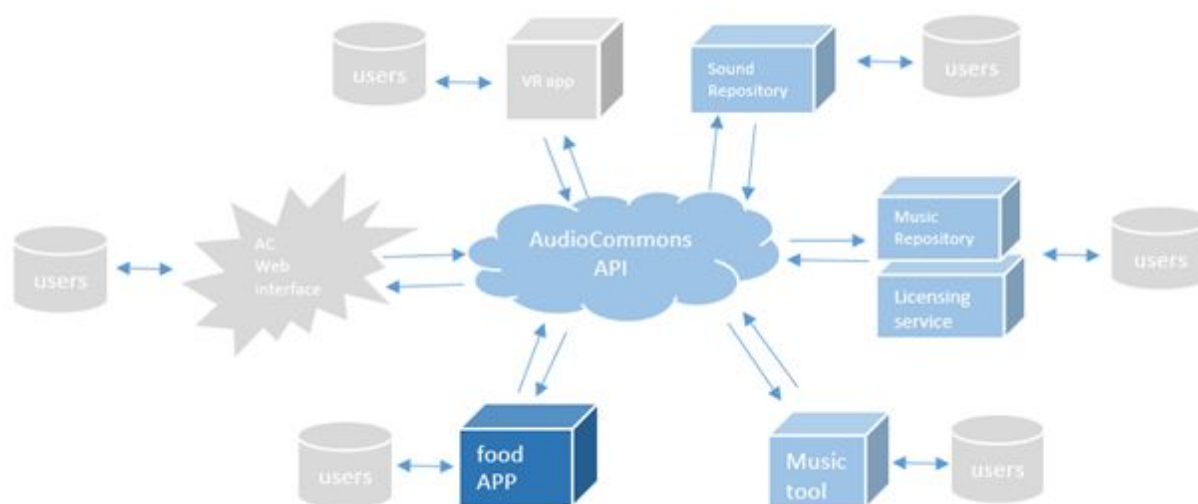 users
VR app
Sound
Repository
users
AC
Web
interface
users
AudioCommons
API
Music
Repository
Licensing
service
users
users
food
APP
Music
tool
users